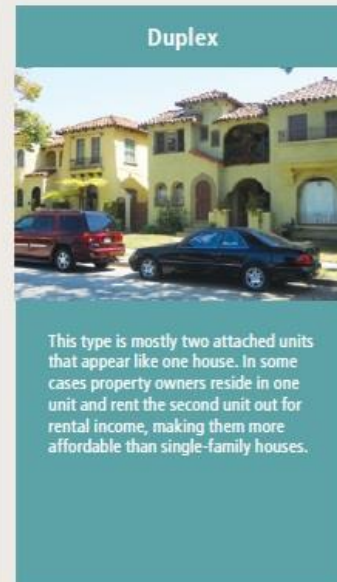 Duplex
This type is mostly two attached units
that appear like one house. In some
cases property owners reside in one
unit and rent the second unit out for
rental income, making them more
affordable than single-family houses.